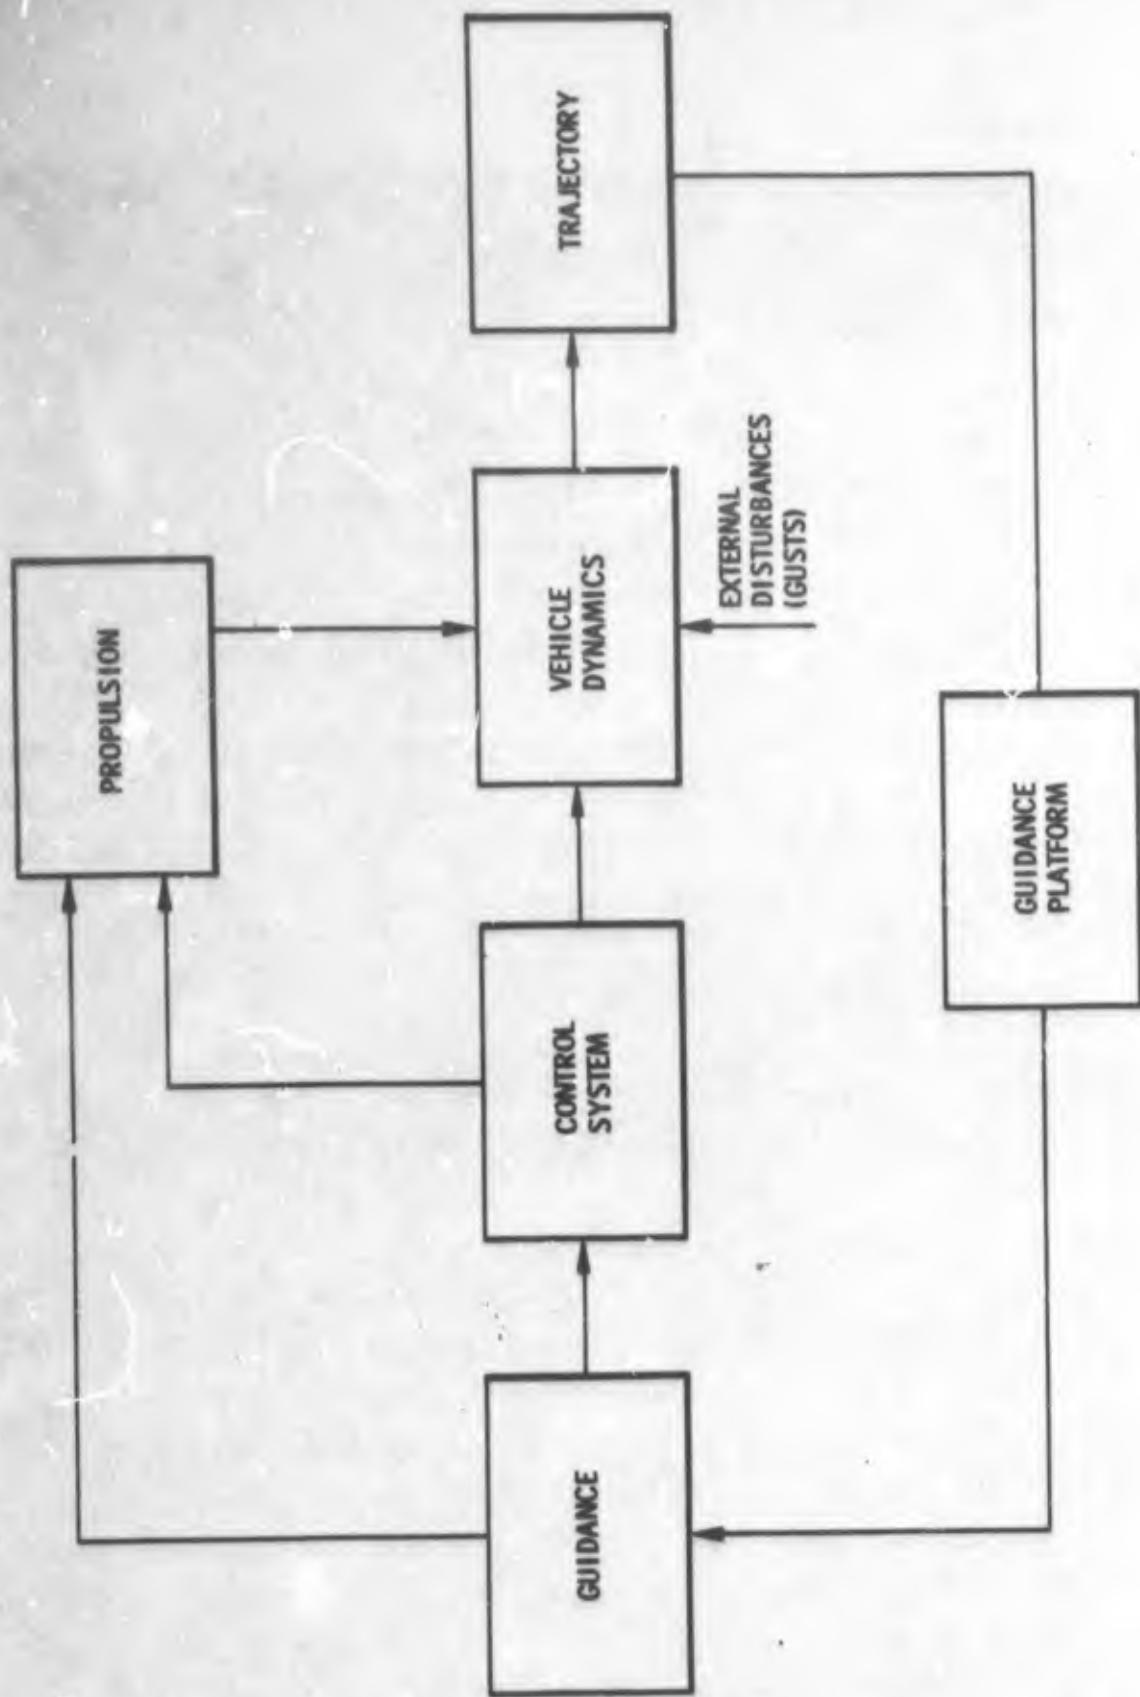 PROPULSION
GUIDANCE
CONTROL
SYSTEM
VEHICLE
DYNAMICS
TRAJECTORY
EXTERNAL
DISTURBANCES
(GUSTS)
GUIDANCE
PLATFORM